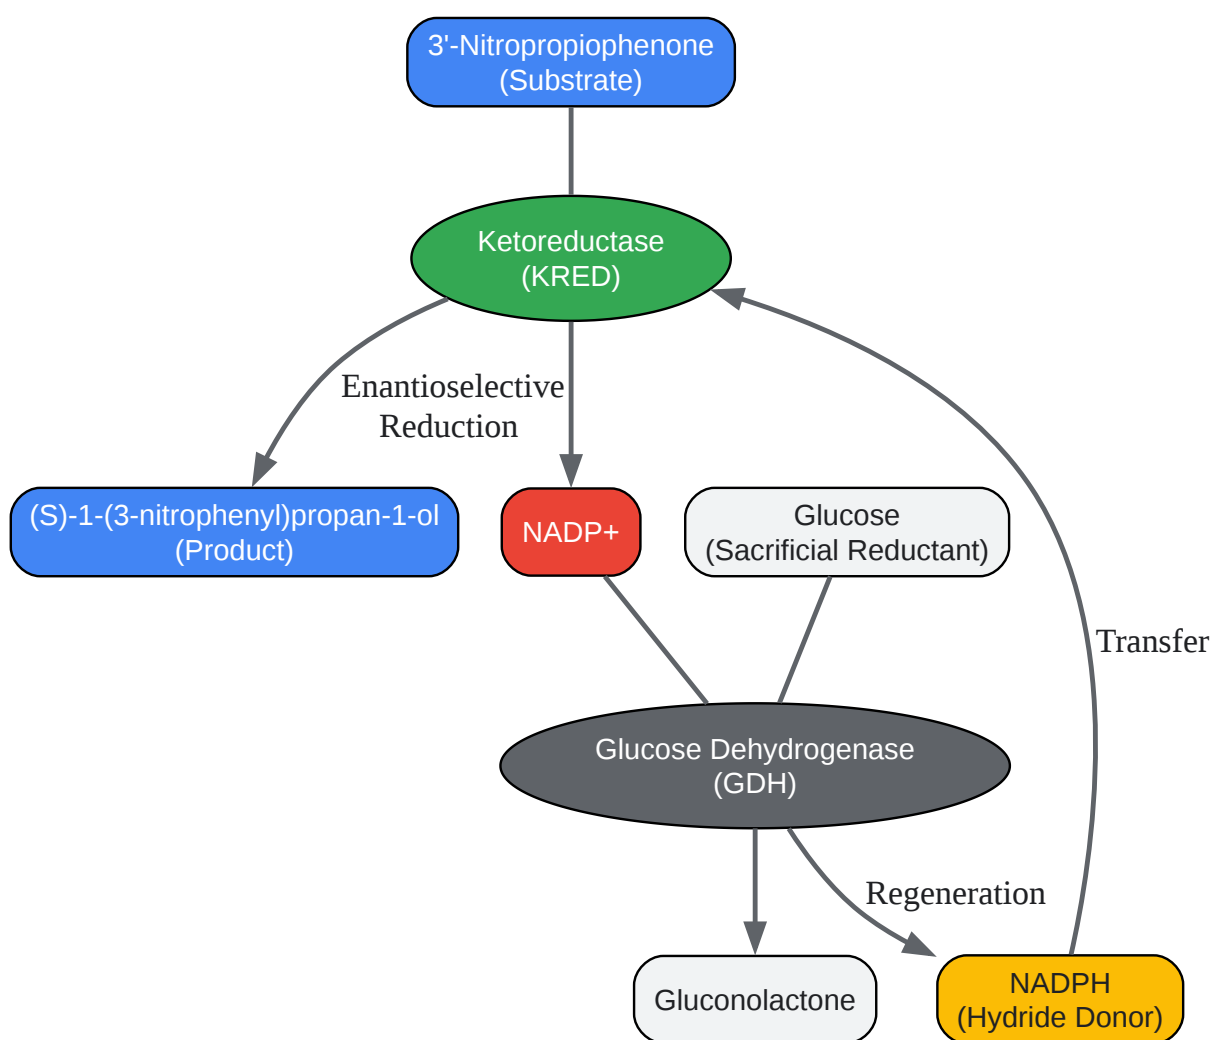 3'-Nitropropiophenone
(Substrate)
Ketoreductase
(KRED)
Enantioselective
Reduction
(S)-1-(3-nitrophenyl)propan-1-ol
(Product)
NADP+
Glucose
(Sacrificial Reductant)
Transfer
Glucose Dehydrogenase
(GDH)
Regeneration
Gluconolactone
NADPH
(Hydride Donor)